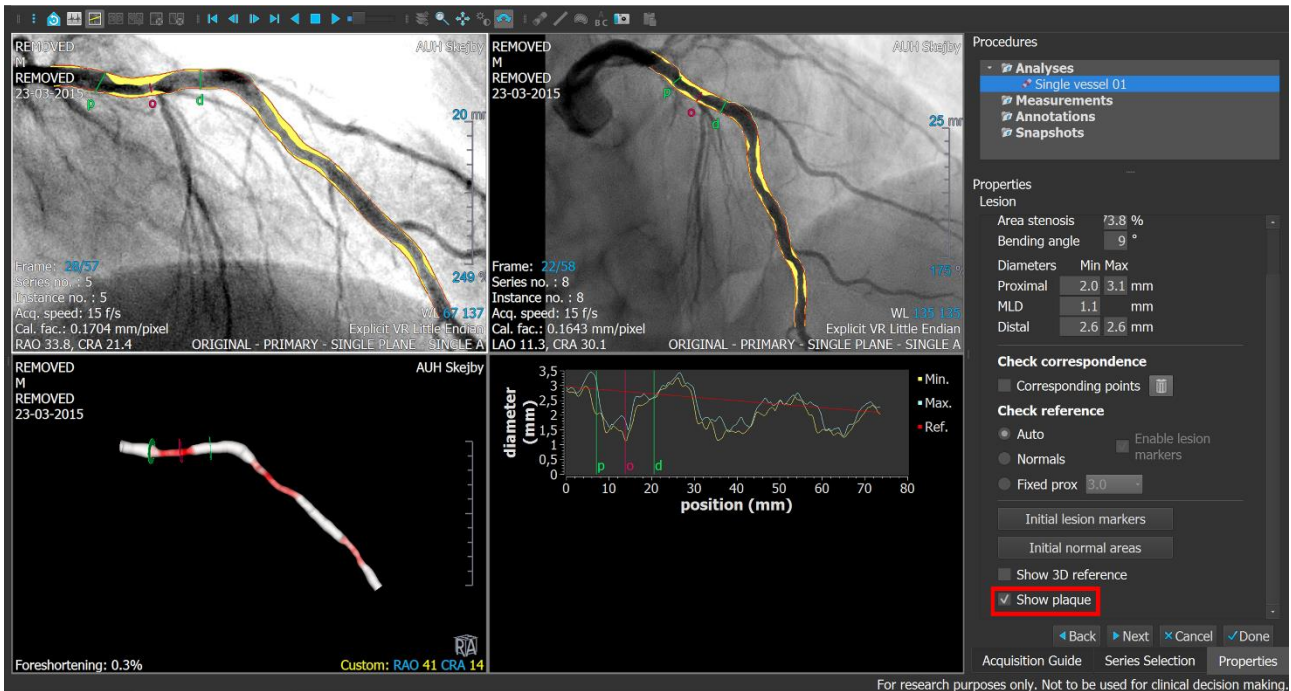 A
B C
REMOVED
AUH Skejby
M
REMOVED
23-03-2015
p
o
d
20 mm
Frame: 28/57
249 %
Series no. : 5
Instance no. : 5
Acq. speed: 15 f/s
WL 67 137
Cal. fac.: 0.1704 mm/pixel
Explicit VR Little Endian
RAO 33.8, CRA 21.4
ORIGINAL - PRIMARY - SINGLE PLANE - SINGLE A
REMOVED
AUH Skejby
M
REMOVED
23-03-2015
p
o
d
25 mm
Frame: 22/58
175
Series no. : 8
Instance no. : 8
Acq. speed: 15 f/s
WL 135 135
Cal. fac.: 0.1643 mm/pixel
Explicit VR Little Endian
LAO 11.3, CRA 30.1
ORIGINAL - PRIMARY - SINGLE PLANE - SINGLE A
REMOVED
AUH Skejby
M
REMOVED
23-03-2015
Foreshortening: 0.3%
Custom: RAO 41 CRA 14
diameter
(mm)
3,5
3
2,5
2
1,5
1
0,5
0
p
o
d
0 10 20 30 40 50 60 70 80
position (mm)
Min.
Max.
Ref.
Procedures
Analyses
Single vessel 01
Measurements
Annotations
Snapshots
Properties
Lesion
Area stenosis 73.8 %
Bending angle 9 °
Diameters Min Max
Proximal 2.0 3.1 mm
MLD 1.1 mm
Distal 2.6 2.6 mm
Check correspondence
Corresponding points
Check reference
Auto
Enable lesion
markers
Normals
Fixed prox 3.0
Initial lesion markers
Initial normal areas
Show 3D reference
Show plaque
Back Next Cancel Done
Acquisition Guide Series Selection Properties
For research purposes only. Not to be used for clinical decision making.